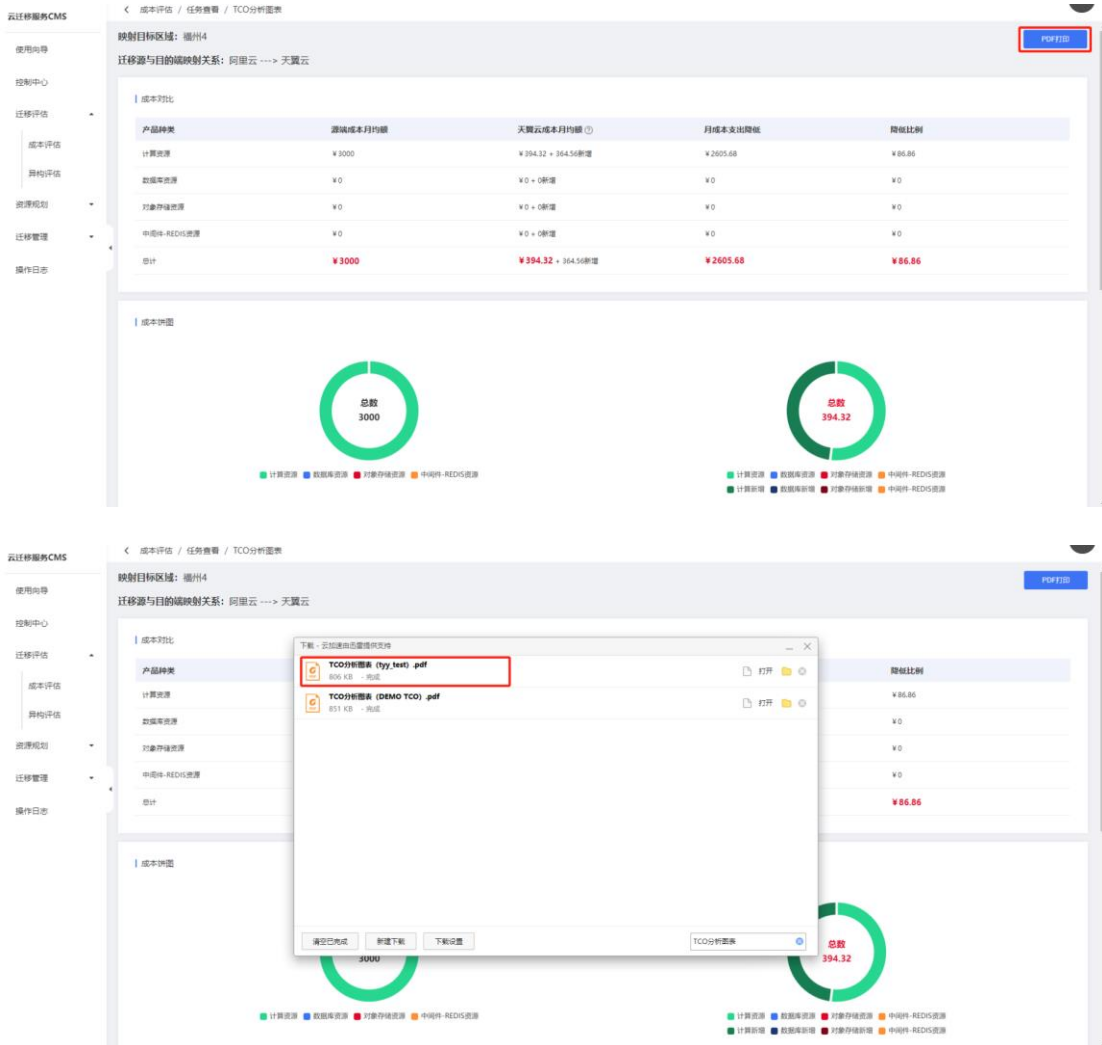 云迁移服务CMS
成本评估 / 任务查看 / TCO分析图表
使用向导
控制中心
迁移评估
成本评估
异构评估
资源规划
迁移管理
操作日志
映射目标区域：福州4
PDF打印
迁移源与目的端映射关系：阿里云 ---> 天翼云
成本对比
产品种类 源端成本月均额 天翼云成本月均额 月成本支出降低 降低比例
计算资源 ¥3000 ¥394.32 + 364.56新增 ¥2605.68 ¥86.86
数据库资源 ¥0 ¥0 + 0新增 ¥0 ¥0
对象存储资源 ¥0 ¥0 + 0新增 ¥0 ¥0
中间件-REDIS资源 ¥0 ¥0 + 0新增 ¥0 ¥0
总计 ¥3000 ¥394.32 + 364.56新增 ¥2605.68 ¥86.86
成本饼图
总数
3000
总数
394.32
计算资源 数据库资源 对象存储资源 中间件-REDIS资源
计算资源 数据库资源 对象存储资源 中间件-REDIS资源
计算新增 数据库新增 对象存储新增 中间件-REDIS资源
云迁移服务CMS
成本评估 / 任务查看 / TCO分析图表
使用向导
控制中心
迁移评估
成本评估
异构评估
资源规划
迁移管理
操作日志
映射目标区域：福州4
PDF打印
迁移源与目的端映射关系：阿里云 ---> 天翼云
成本对比
产品种类 降低比例
计算资源 ¥86.86
数据库资源 ¥0
对象存储资源 ¥0
中间件-REDIS资源 ¥0
总计 ¥86.86
下载 - 云加速由迅雷提供支持
TCO分析图表（tyy_test）.pdf
806 KB - 完成
打开
TCO分析图表（DEMO TCO）.pdf
851 KB - 完成
打开
清空已完成 新建下载 下载设置 TCO分析图表
成本饼图
3000
总数
394.32
计算资源 数据库资源 对象存储资源 中间件-REDIS资源
计算资源 数据库资源 对象存储资源 中间件-REDIS资源
计算新增 数据库新增 对象存储新增 中间件-REDIS资源